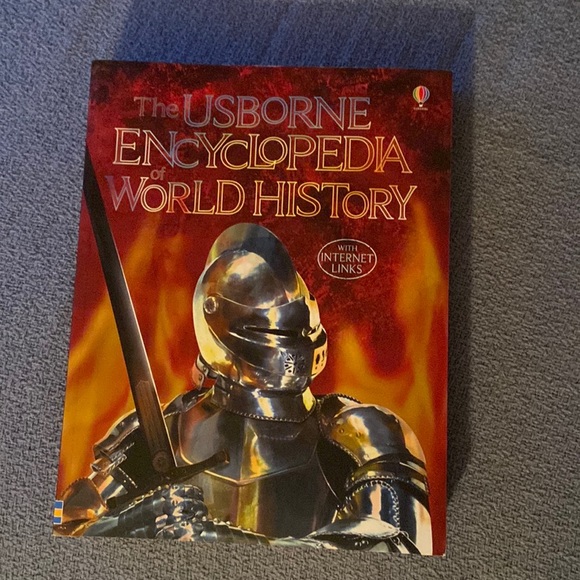 The USBORNE
ENCYCLOPEDIA
of WORLD HISTORY
WITH
INTERNET
LINKS